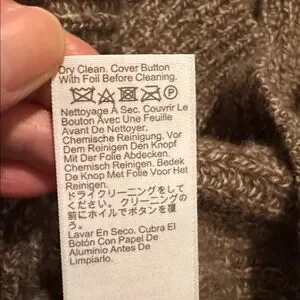 Dry Clean. Cover Button
With Foil Before Cleaning.
Nettoyage À Sec. Couvrir Le
Bouton Avec Une Feuille
Avant De Nettoyer.
Chemische Reinigung. Vor
Dem Reinigen Den Knopf
Mit Der Folie Abdecken.
Chemisch Reinigen. Bedek
De Knop Met Folie Voor Het
Reinigen.
ドライクリーニングをして
ください。クリーニングの
前にホイルでボタンを覆
う。
Lavar En Seco. Cubra El
Botón Con Papel De
Aluminio Antes De
Limpiarlo.